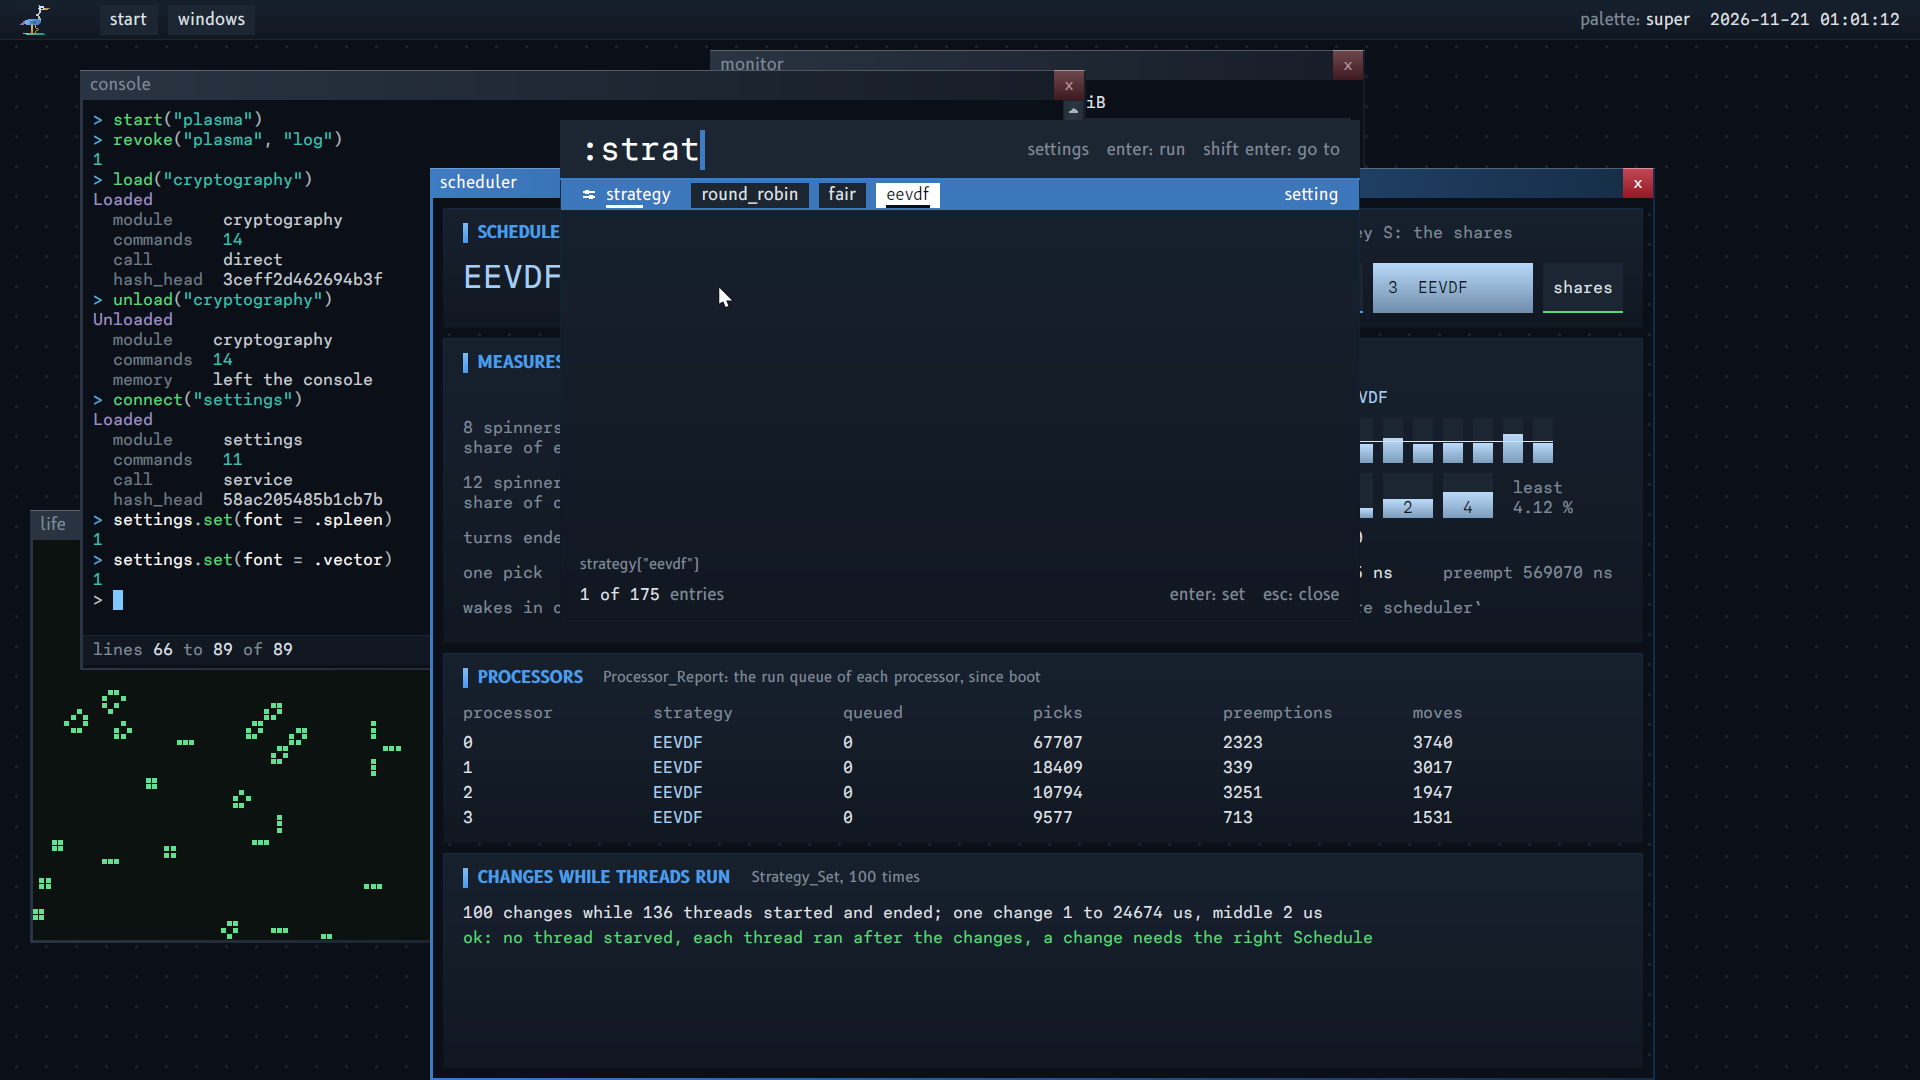 start windows palette: super 2026-11-21 01:01:12
monitor x
console x
iB
> start("plasma")
> revoke("plasma", "log")
1
> load("cryptography")
Loaded
module cryptography
commands 14
call direct
hash_head 3ceff2d462694b3f
> unload("cryptography")
Unloaded
module cryptography
commands 14
memory left the console
> connect("settings")
Loaded
module settings
commands 11
call service
hash_head 58ac205485b1cb7b
> settings.set(font = .spleen)
1
> settings.set(font = .vector)
1
>
lines 66 to 89 of 89
life
:strat settings enter: run shift enter: go to
strategy round_robin fair eevdf setting
strategy["eevdf"]
1 of 175 entries enter: set esc: close
scheduler x
SCHEDULE
ey S: the shares
EEVDF
3 EEVDF shares
MEASURES
VDF
8 spinners
share of e
12 spinner
share of c
2 4 least
4.12 %
turns ende
one pick
ns preempt 569070 ns
wakes in c
re scheduler`
PROCESSORS Processor_Report: the run queue of each processor, since boot
processor strategy queued picks preemptions moves
0 EEVDF 0 67707 2323 3740
1 EEVDF 0 18409 339 3017
2 EEVDF 0 10794 3251 1947
3 EEVDF 0 9577 713 1531
CHANGES WHILE THREADS RUN Strategy_Set, 100 times
100 changes while 136 threads started and ended; one change 1 to 24674 us, middle 2 us
ok: no thread starved, each thread ran after the changes, a change needs the right Schedule